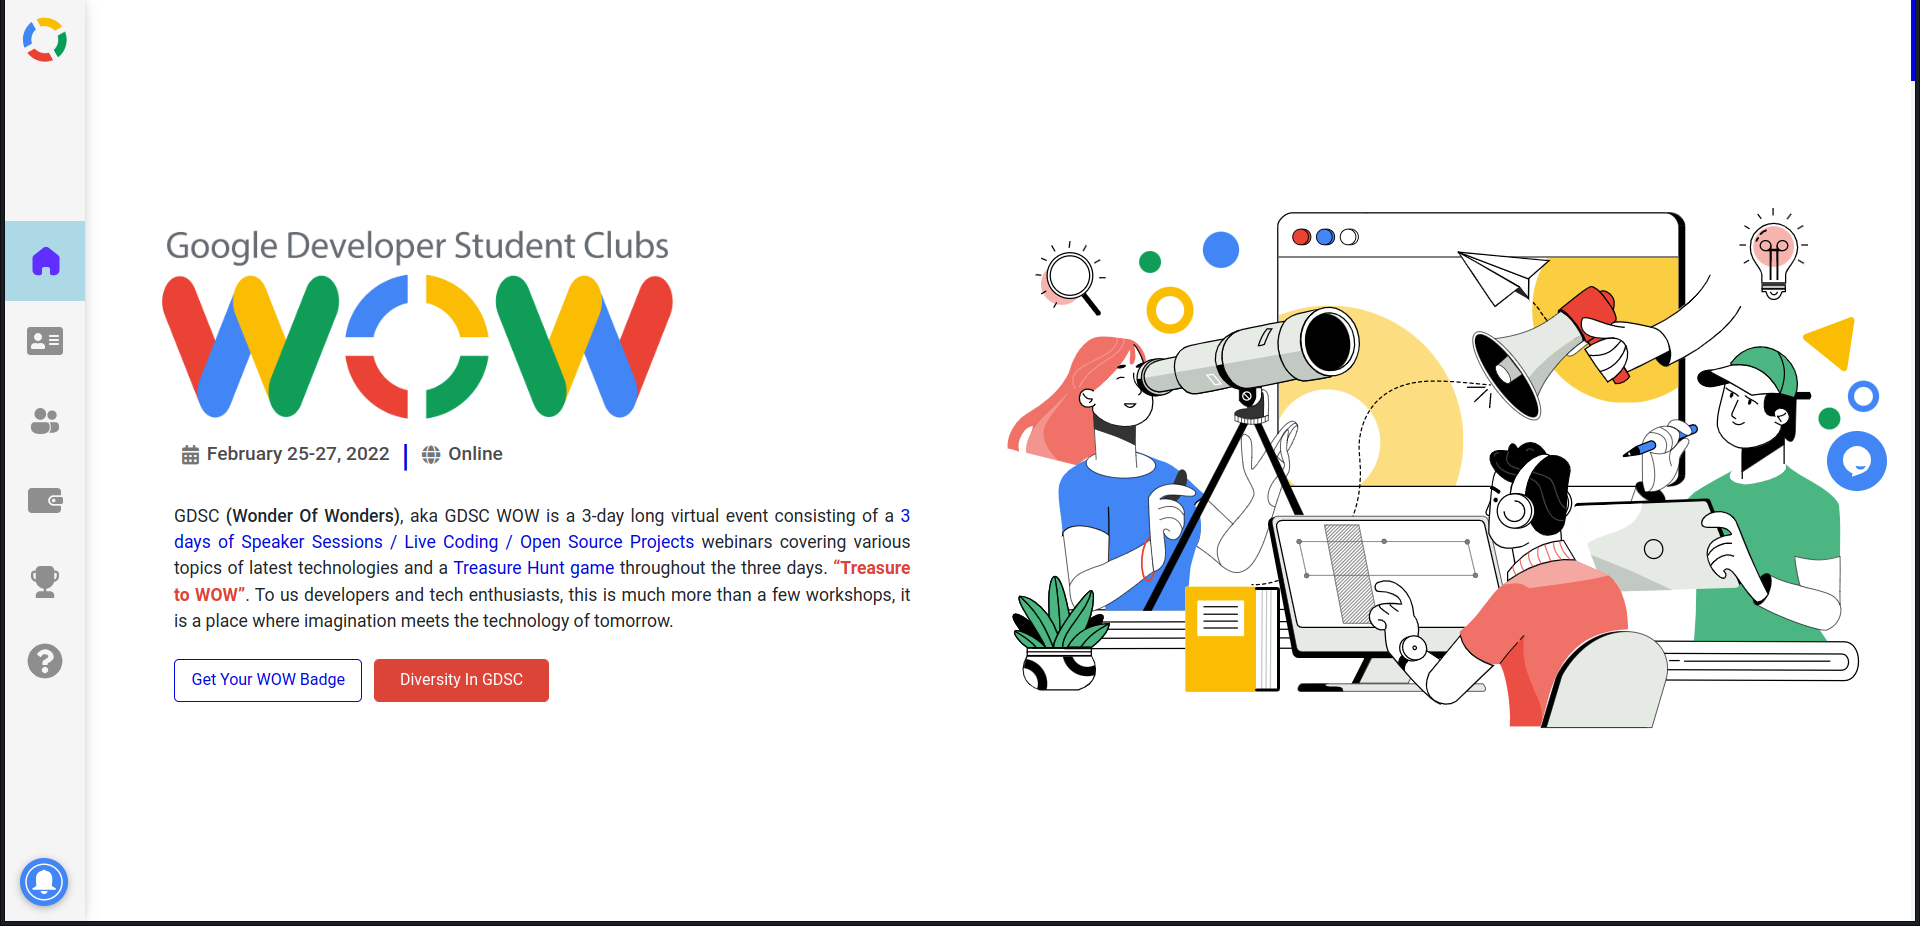 Google Developer Student Clubs
WOW
February 25-27, 2022 | Online
GDSC (Wonder Of Wonders), aka GDSC WOW is a 3-day long virtual event consisting of a 3
days of Speaker Sessions / Live Coding / Open Source Projects webinars covering various
topics of latest technologies and a Treasure Hunt game throughout the three days. “Treasure
to WOW”. To us developers and tech enthusiasts, this is much more than a few workshops, it
is a place where imagination meets the technology of tomorrow.
Get Your WOW Badge
Diversity In GDSC